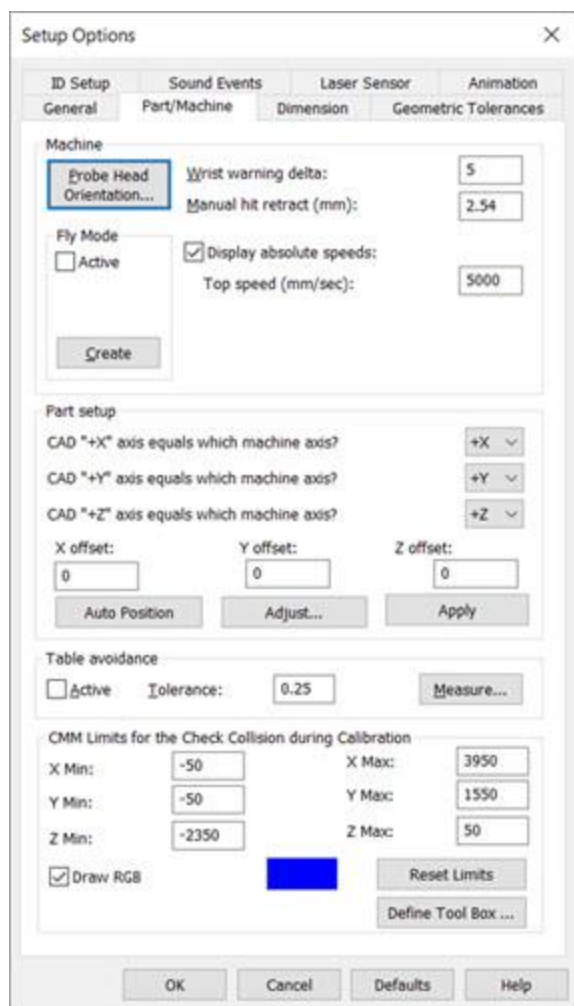 Setup Options
ID Setup Sound Events Laser Sensor Animation
General Part/Machine Dimension Geometric Tolerances
Machine
Probe Head Orientation...
Wrist warning delta: 5
Manual hit retract (mm): 2.54
Fly Mode
Active
Display absolute speeds:
Top speed (mm/sec): 5000
Create
Part setup
CAD "+X" axis equals which machine axis? +X
CAD "+Y" axis equals which machine axis? +Y
CAD "+Z" axis equals which machine axis? +Z
X offset: Y offset: Z offset:
0 0 0
Auto Position Adjust... Apply
Table avoidance
Active Tolerance: 0.25 Measure...
CMM Limits for the Check Collision during Calibration
X Min: -50 X Max: 3950
Y Min: -50 Y Max: 1550
Z Min: -2350 Z Max: 50
Draw RGB Reset Limits
Define Tool Box ...
OK Cancel Defaults Help